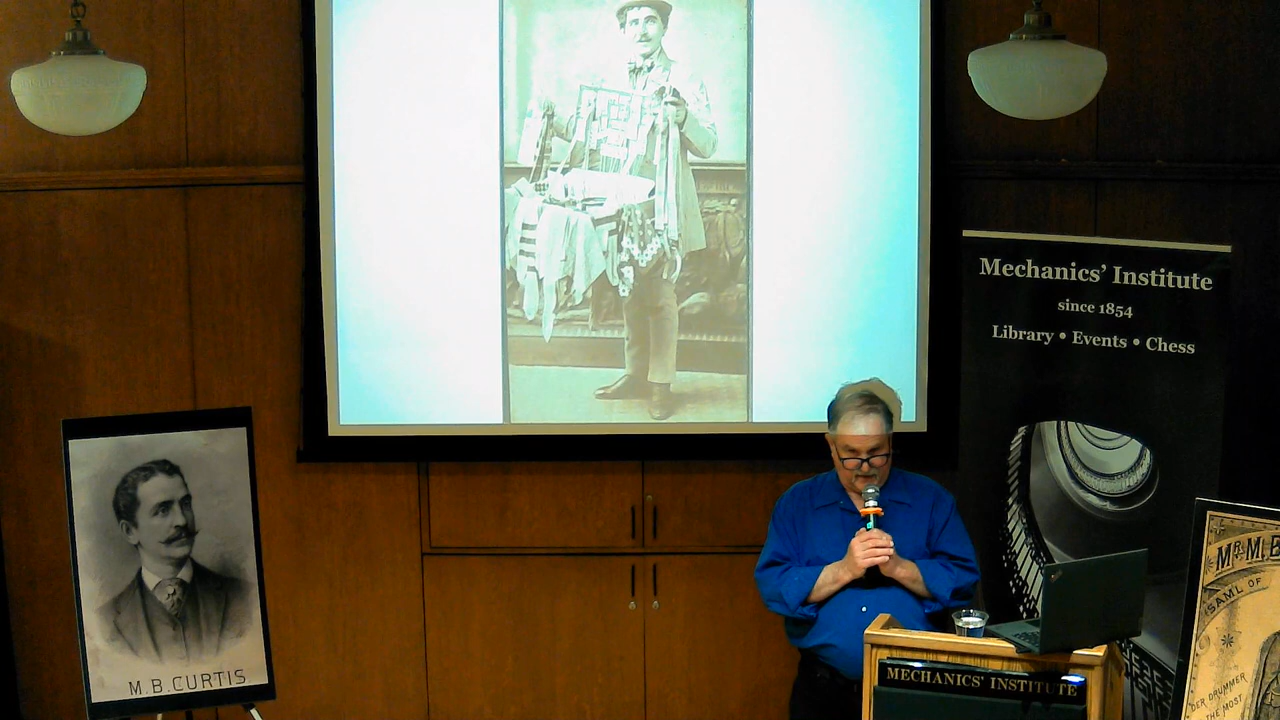 Mechanics' Institute
since 1854
Library • Events • Chess
M.B.CURTIS
MECHANICS' INSTITUTE
MR. M.B
SAML OF
DER DRUMMER
THE MOST